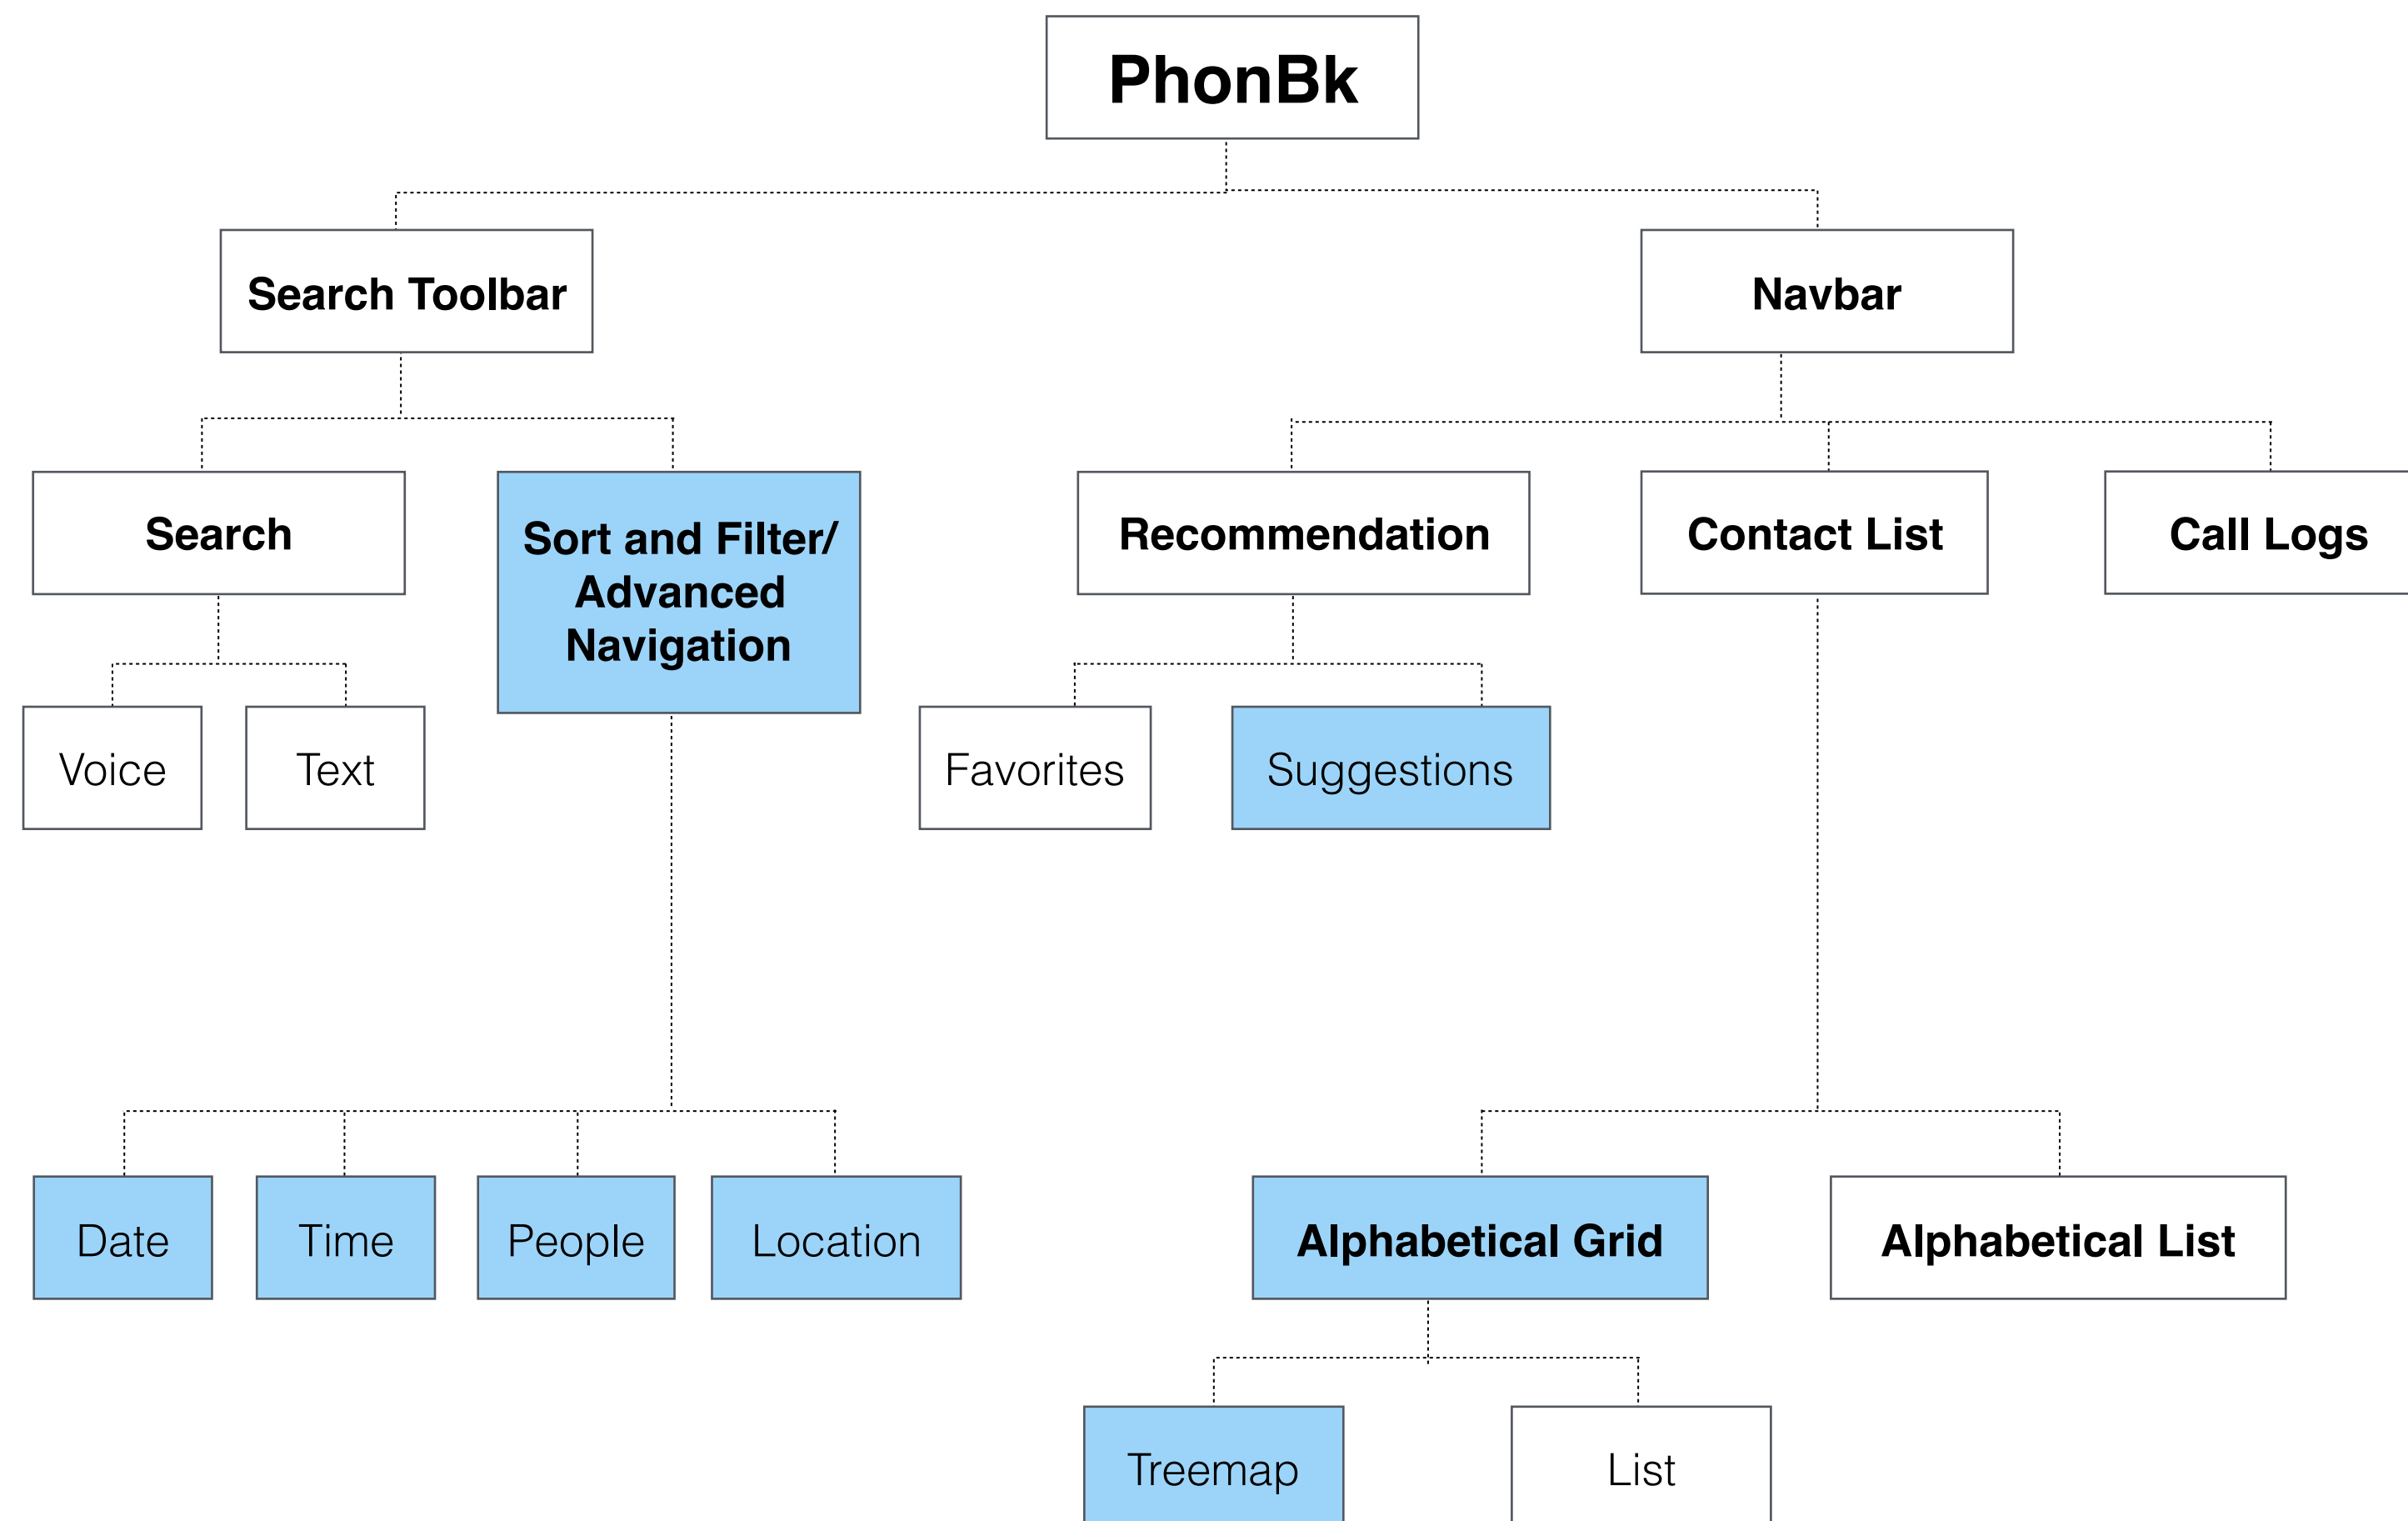 PhonBk
Search Toolbar
Navbar
Search
Sort and Filter/
Advanced
Navigation
Recommendation
Contact List
Call Logs
Voice
Text
Favorites
Suggestions
Date
Time
People
Location
Alphabetical Grid
Alphabetical List
Treemap
List